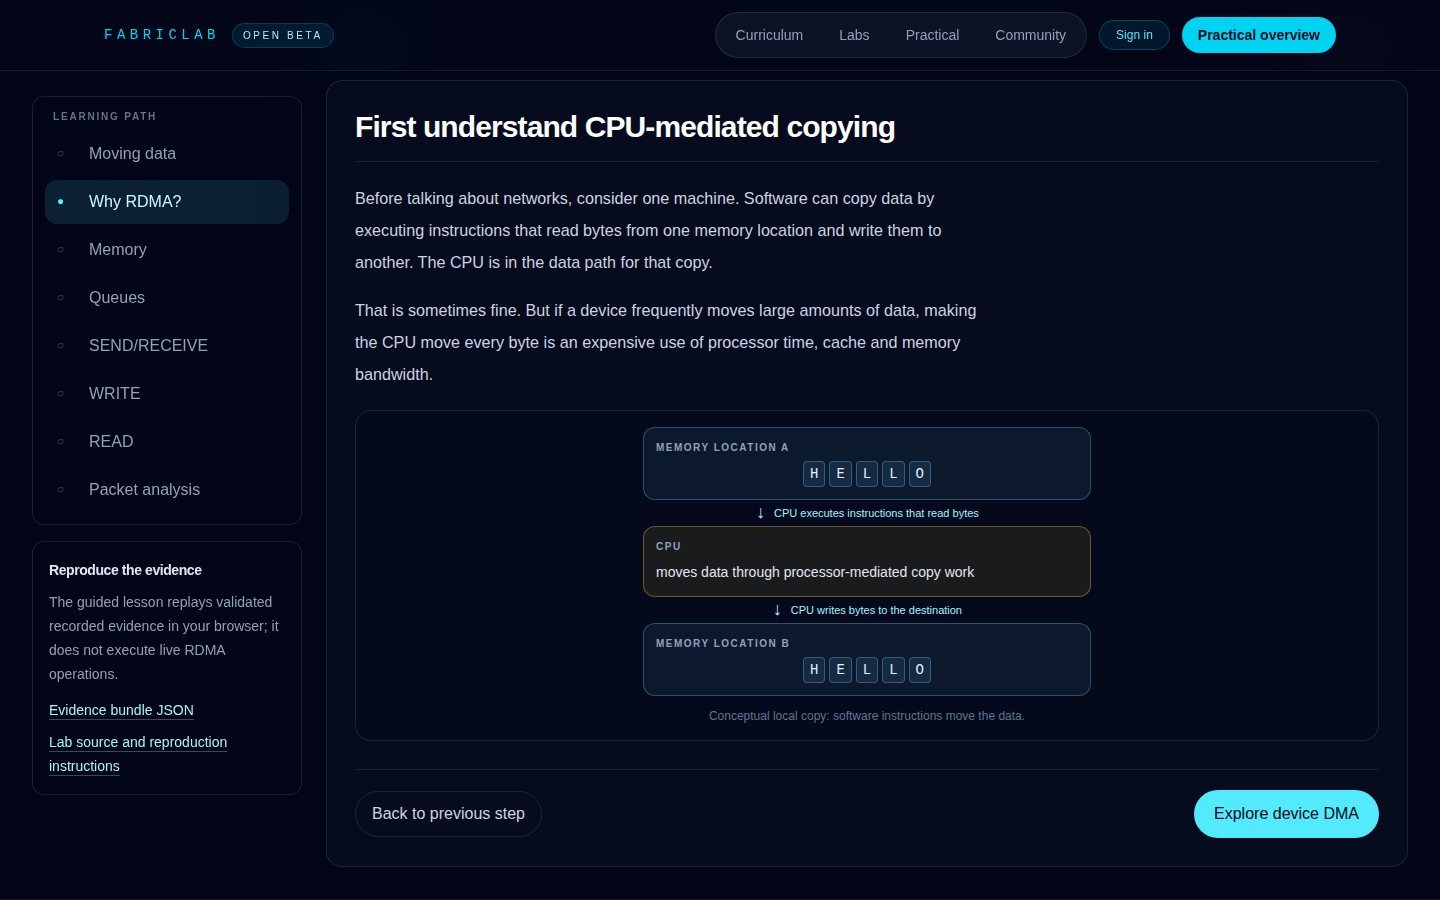 FABRICLAB
OPEN BETA
Curriculum
Labs
Practical
Community
Sign in
Practical overview
LEARNING PATH
Moving data
Why RDMA?
Memory
Queues
SEND/RECEIVE
WRITE
READ
Packet analysis
Reproduce the evidence
The guided lesson replays validated
recorded evidence in your browser; it
does not execute live RDMA
operations.
Evidence bundle JSON
Lab source and reproduction
instructions
First understand CPU-mediated copying
Before talking about networks, consider one machine. Software can copy data by
executing instructions that read bytes from one memory location and write them to
another. The CPU is in the data path for that copy.
That is sometimes fine. But if a device frequently moves large amounts of data, making
the CPU move every byte is an expensive use of processor time, cache and memory
bandwidth.
MEMORY LOCATION A
H E L L O
↓ CPU executes instructions that read bytes
CPU
moves data through processor-mediated copy work
↓ CPU writes bytes to the destination
MEMORY LOCATION B
H E L L O
Conceptual local copy: software instructions move the data.
Back to previous step
Explore device DMA